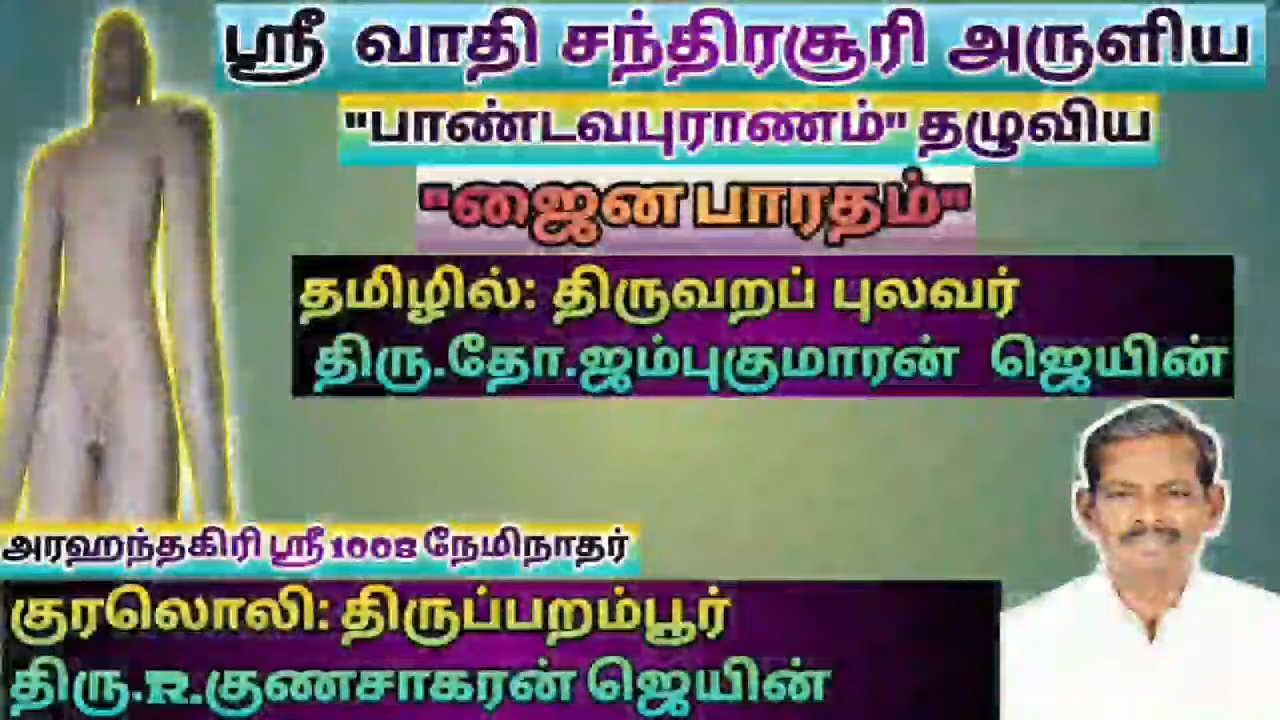 ஸ்ரீ வாதி சந்திரசூரி அருளிய
"பாண்டவபுராணம்" தழுவிய
"ஜைன பாரதம்"
தமிழில்: திருவறப் புலவர்
திரு.தோ.ஜம்புகுமாரன் ஜெயின்
அரஹந்தகிரி ஸ்ரீ 1008 நேமிநாதர்
குரலொலி: திருப்பறம்பூர்
திரு.R.குணசாகரன் ஜெயின்